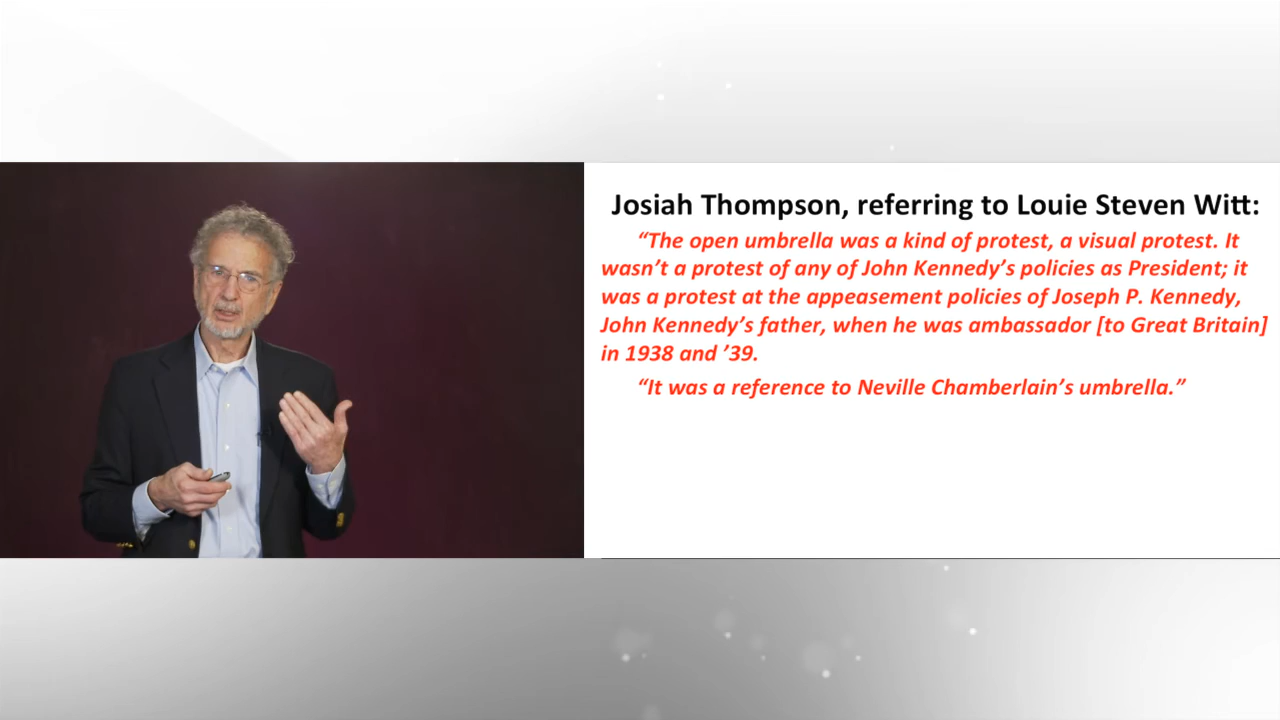 Josiah Thompson, referring to Louie Steven Witt:
“The open umbrella was a kind of protest, a visual protest. It
wasn’t a protest of any of John Kennedy’s policies as President; it
was a protest at the appeasement policies of Joseph P. Kennedy,
John Kennedy’s father, when he was ambassador [to Great Britain]
in 1938 and ’39.
“It was a reference to Neville Chamberlain’s umbrella.”